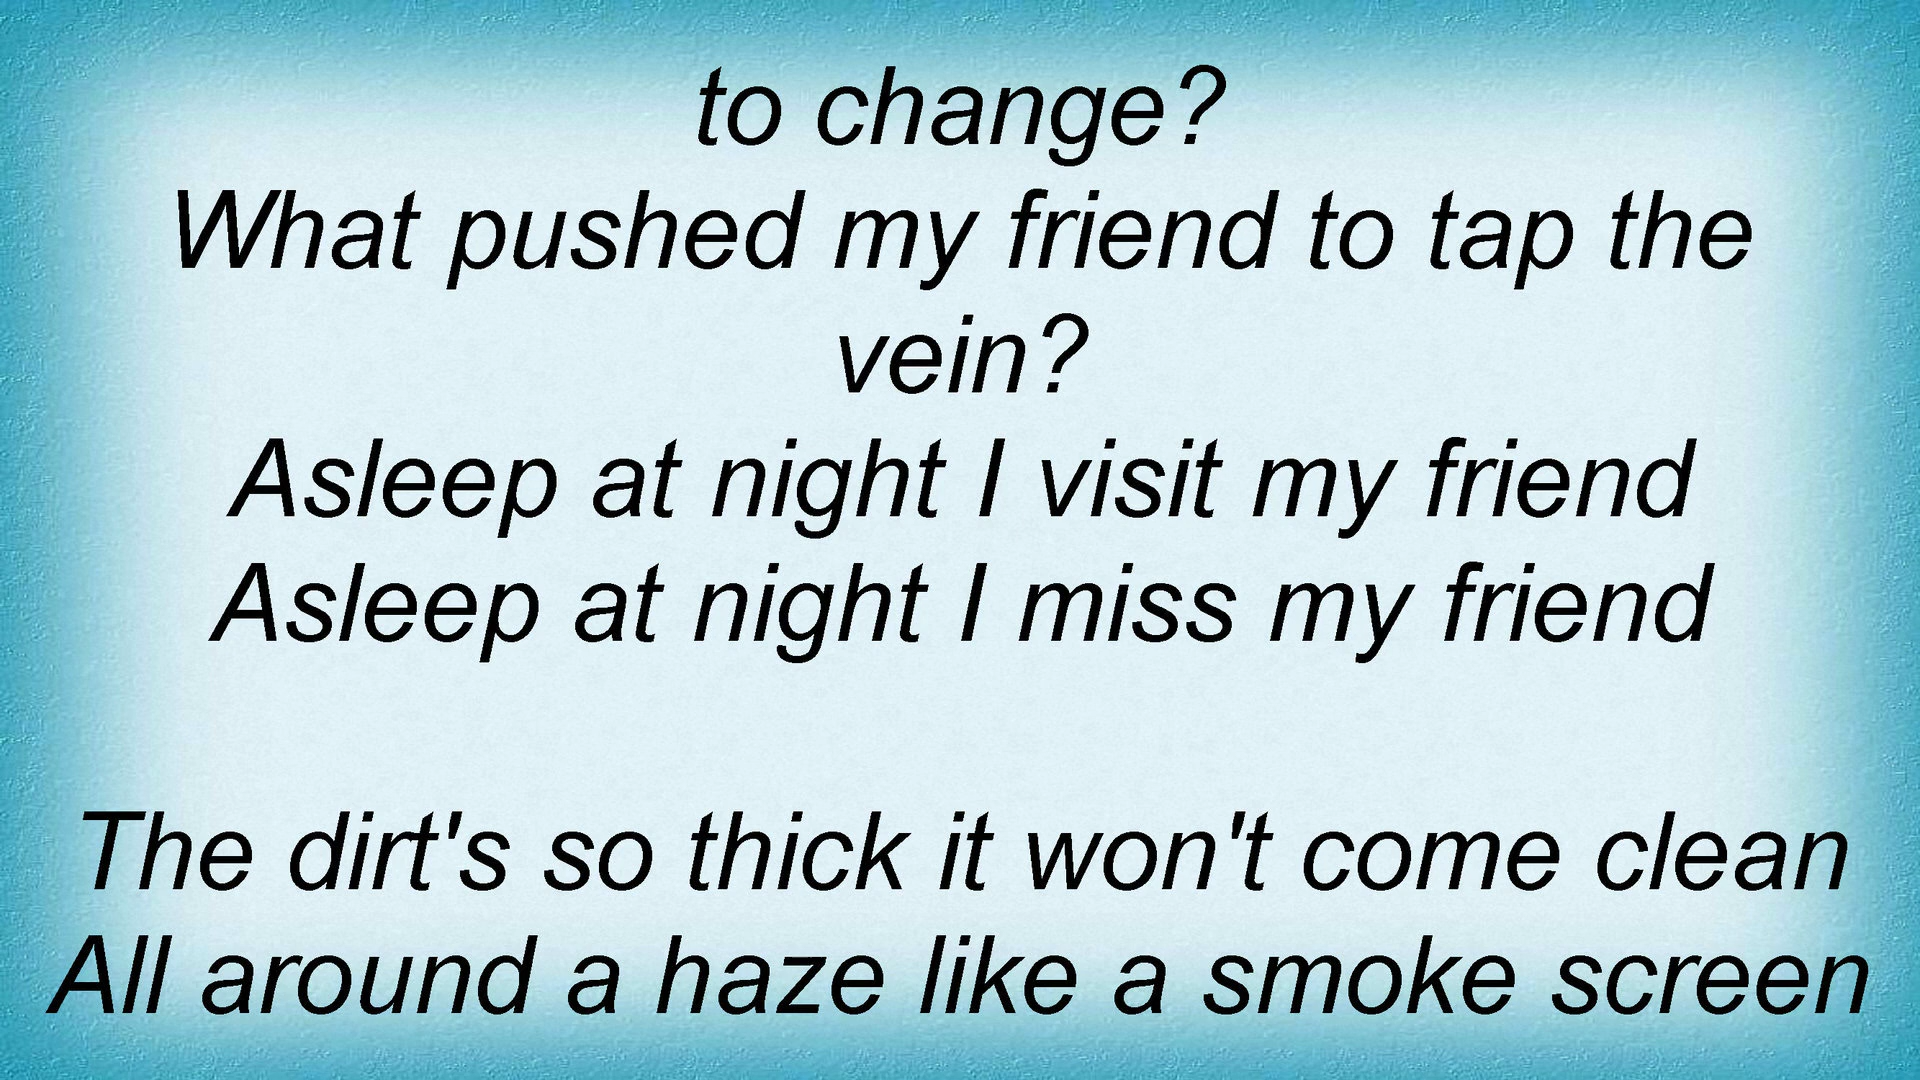 to change?
What pushed my friend to tap the
vein?
Asleep at night I visit my friend
Asleep at night I miss my friend
The dirt's so thick it won't come clean
All around a haze like a smoke screen